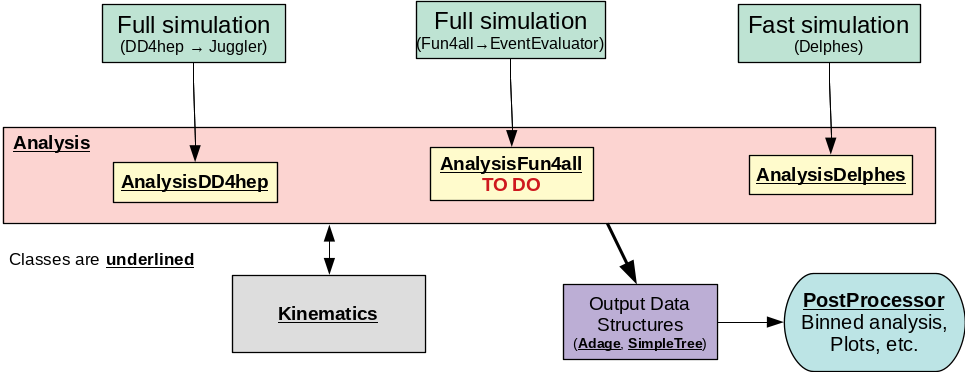 Full simulation
(DD4hep → Juggler)
Full simulation
(Fun4all→EventEvaluator)
Fast simulation
(Delphes)
Analysis
AnalysisDD4hep
AnalysisFun4all
TO DO
AnalysisDelphes
Classes are underlined
Kinematics
Output Data
Structures
(Adage, SimpleTree)
PostProcessor
Binned analysis,
Plots, etc.